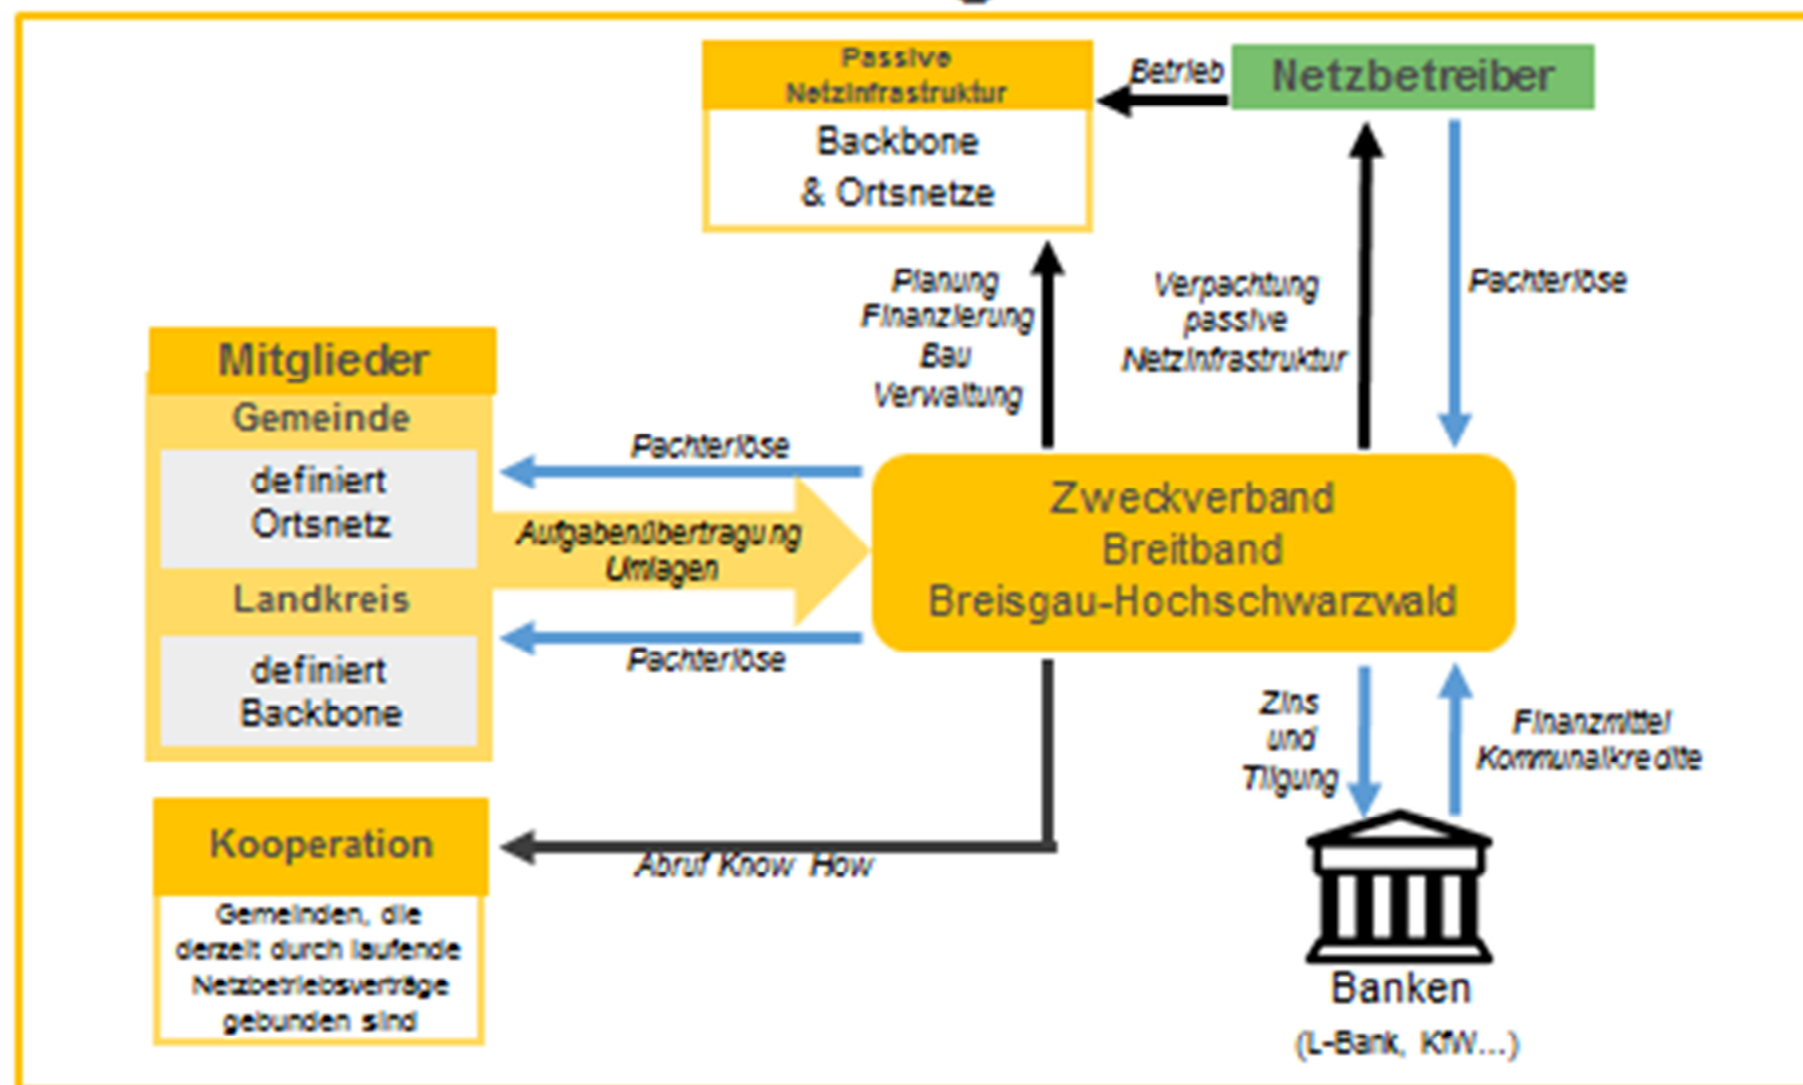 Passive
Netzinfrastruktur
Backbone
& Ortsnetze
Betrieb
Netzbetreiber
Planung
Finanzierung
Bau
Verwaltung
Verpachtung
passive
Netzinfrastruktur
Pachterlöse
Mitglieder
Gemeinde
definiert
Ortsnetz
Landkreis
definiert
Backbone
Pachterlöse
Aufgabenübertragung
Umlagen
Pachterlöse
Zweckverband
Breitband
Breisgau-Hochschwarzwald
Zins
und
Tilgung
Finanzmittel
Kommunalkredite
Kooperation
Gemeinden, die
derzeit durch laufende
Netzbetriebsverträge
gebunden sind
Abruf Know How
Banken
(L-Bank, KfW...)